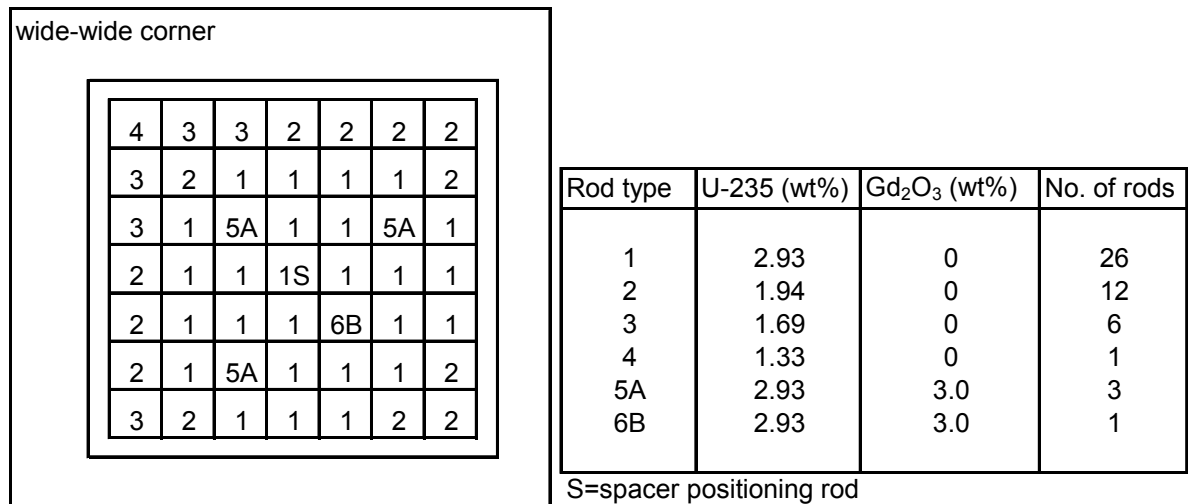 wide-wide corner
4 3 3 2 2 2 2
3 2 1 1 1 1 2
3 1 5A 1 1 5A 1
2 1 1 1S 1 1 1
2 1 1 1 6B 1 1
2 1 5A 1 1 1 2
3 2 1 1 1 2 2
Rod type U-235 (wt%) Gd₂O₃ (wt%) No. of rods
1 2.93 0 26
2 1.94 0 12
3 1.69 0 6
4 1.33 0 1
5A 2.93 3.0 3
6B 2.93 3.0 1
S=spacer positioning rod